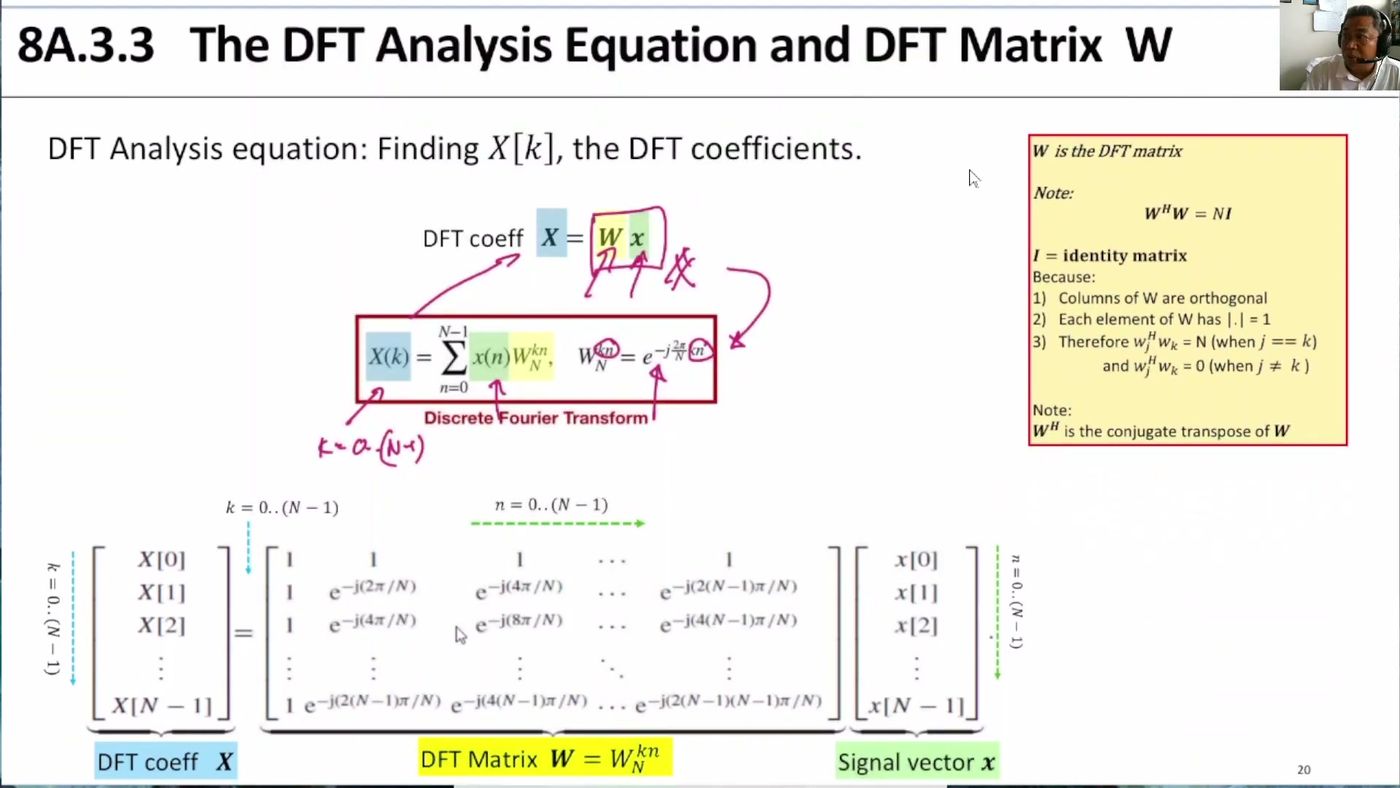 8A.3.3 The DFT Analysis Equation and DFT Matrix W
DFT Analysis equation: Finding X[k], the DFT coefficients.
DFT coeff X = W x
X(k) = ∑_{n=0}^{N−1} x(n)W_N^{kn}, W_N^{kn} = e^{−j\frac{2π}{N}kn}
Discrete Fourier Transform
W is the DFT matrix
Note:
W^H W = NI
I = identity matrix
Because:
1) Columns of W are orthogonal
2) Each element of W has |.| = 1
3) Therefore w_j^H w_k = N (when j == k)
and w_j^H w_k = 0 (when j ≠ k )
Note:
W^H is the conjugate transpose of W
k = 0..(N − 1)
n = 0..(N − 1)
k = 0..(N − 1)
X[0]
X[1]
X[2]
⋮
X[N − 1]
=
1 1 1 ⋯ 1
1 e^{−j(2π/N)} e^{−j(4π/N)} … e^{−j(2(N−1)π/N)}
1 e^{−j(4π/N)} e^{−j(8π/N)} … e^{−j(4(N−1)π/N)}
⋮ ⋮ ⋮ ⋱ ⋮
1 e^{−j(2(N−1)π/N)} e^{−j(4(N−1)π/N)} … e^{−j(2(N−1)(N−1)π/N)}
x[0]
x[1]
x[2]
⋮
x[N − 1]
.
n = 0..(N − 1)
DFT coeff X
DFT Matrix W = W_N^{kn}
Signal vector x
20